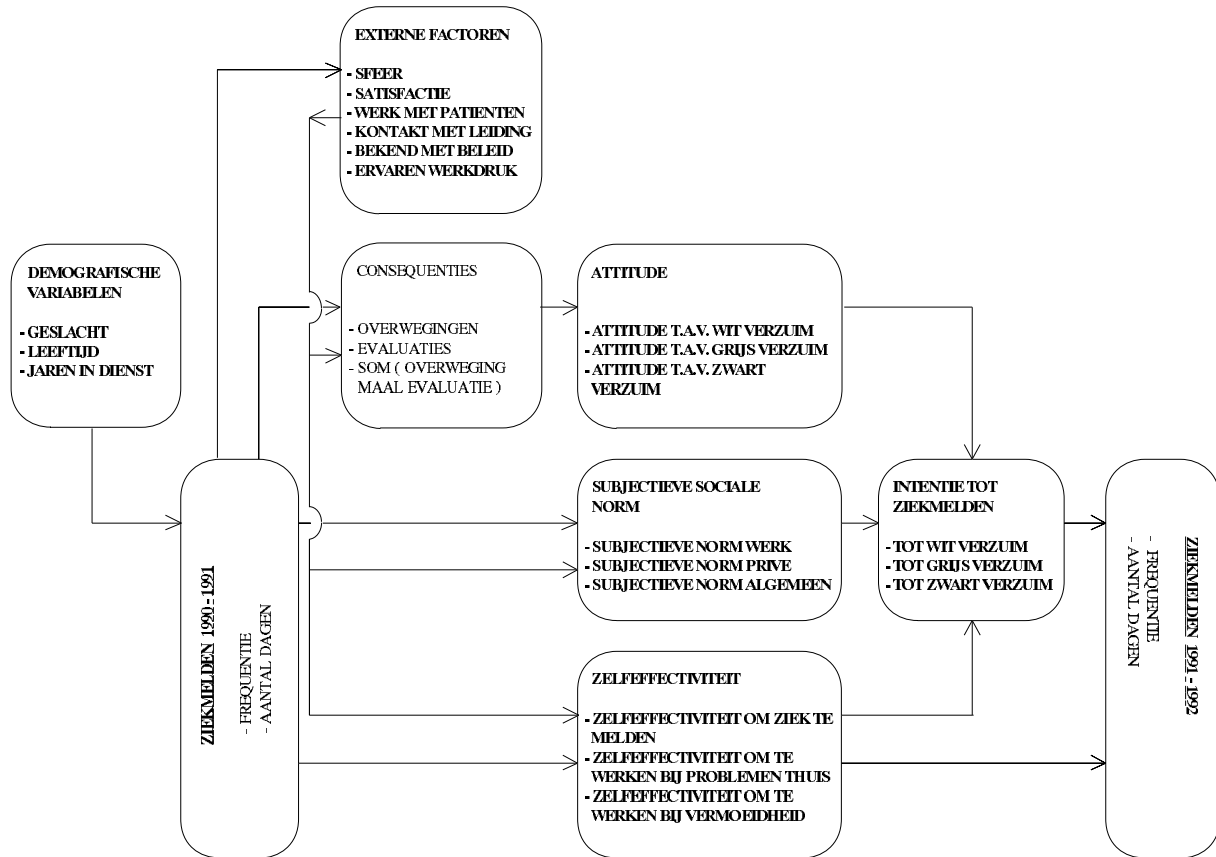 EXTERNE FACTOREN
- SFEER
- SATISFACTIE
- WERK MET PATIENTEN
- KONTAKT MET LEIDING
- BEKEND MET BELEID
- ERVAREN WERKDRUK
DEMOGRAFISCHE
VARIABELEN
- GESLACHT
- LEEFTIJD
- JAREN IN DIENST
CONSEQUENTIES
- OVERWEGINGEN
- EVALUATIES
- SOM ( OVERWEGING
MAAL EVALUATIE )
ATTITUDE
- ATTITUDE T.A.V. WIT VERZUIM
- ATTITUDE T.A.V. GRIJS VERZUIM
- ATTITUDE T.A.V. ZWART
VERZUIM
ZIEKMELDEN 1990 - 1991
- FREQUENTIE
- AANTAL DAGEN
SUBJECTIEVE SOCIALE
NORM
- SUBJECTIEVE NORM WERK
- SUBJECTIEVE NORM PRIVE
- SUBJECTIEVE NORM ALGEMEEN
INTENTIE TOT
ZIEKMELDEN
- TOT WIT VERZUIM
- TOT GRIJS VERZUIM
- TOT ZWART VERZUIM
ZELFEFFECTIVITEIT
- ZELFEFFECTIVITEIT OM ZIEK TE
MELDEN
- ZELFEFFECTIVITEIT OM TE
WERKEN BIJ PROBLEMEN THUIS
- ZELFEFFECTIVITEIT OM TE
WERKEN BIJ VERMOEIDHEID
ZIEKMELDEN 1991 - 1992
- FREQUENTIE
- AANTAL DAGEN